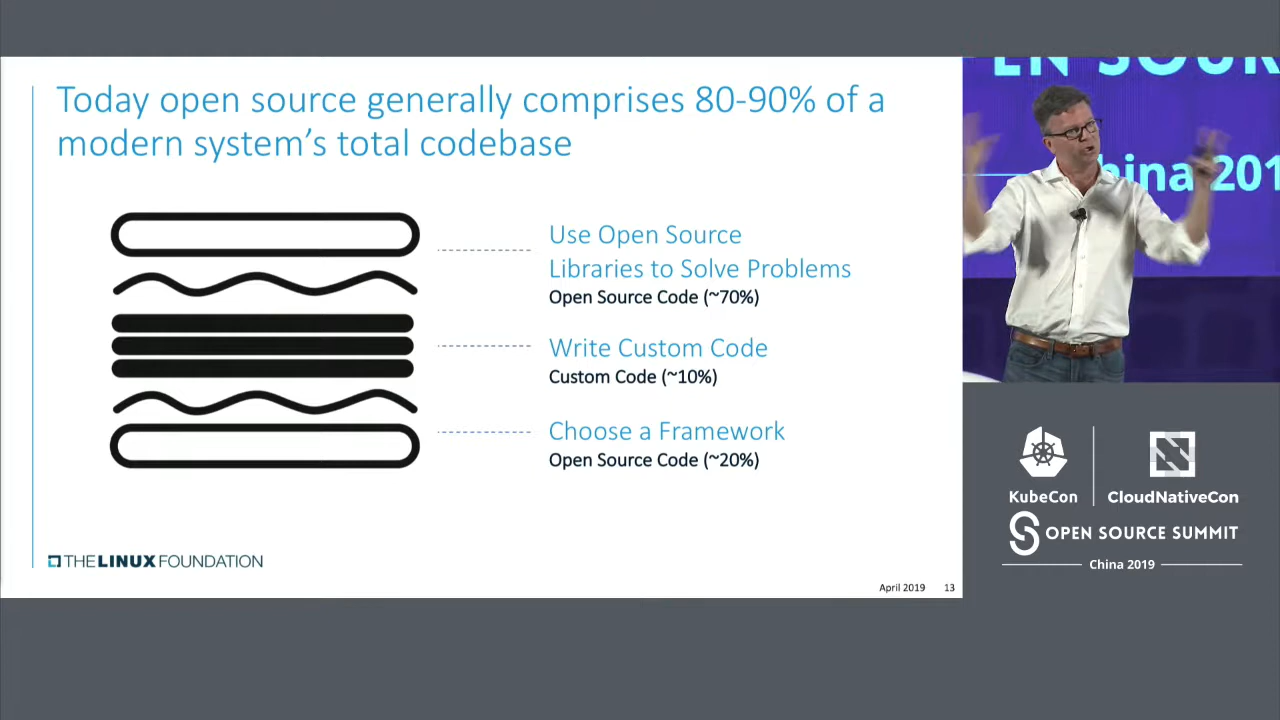 Today open source generally comprises 80-90% of a
modern system’s total codebase
Use Open Source
Libraries to Solve Problems
Open Source Code (~70%)
Write Custom Code
Custom Code (~10%)
Choose a Framework
Open Source Code (~20%)
THE LINUX FOUNDATION
April 2019 13
China 201
KubeCon
CloudNativeCon
OPEN SOURCE SUMMIT
China 2019